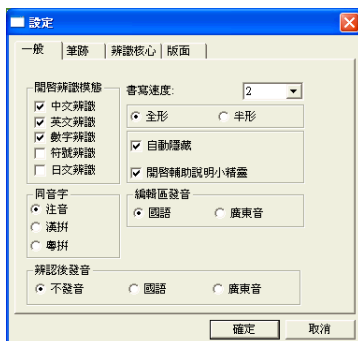 設定
一般 筆跡 辨識核心 版面
開啓辨識模態
中文辨識
英文辨識
數字辨識
符號辨識
日文辨識
書寫速度: 2
全形 半形
自動隱藏
開啓輔助說明小精靈
同音字
注音
漢拼
粵拼
編輯區發音
國語 廣東音
辨認後發音
不發音 國語 廣東音
確定 取消